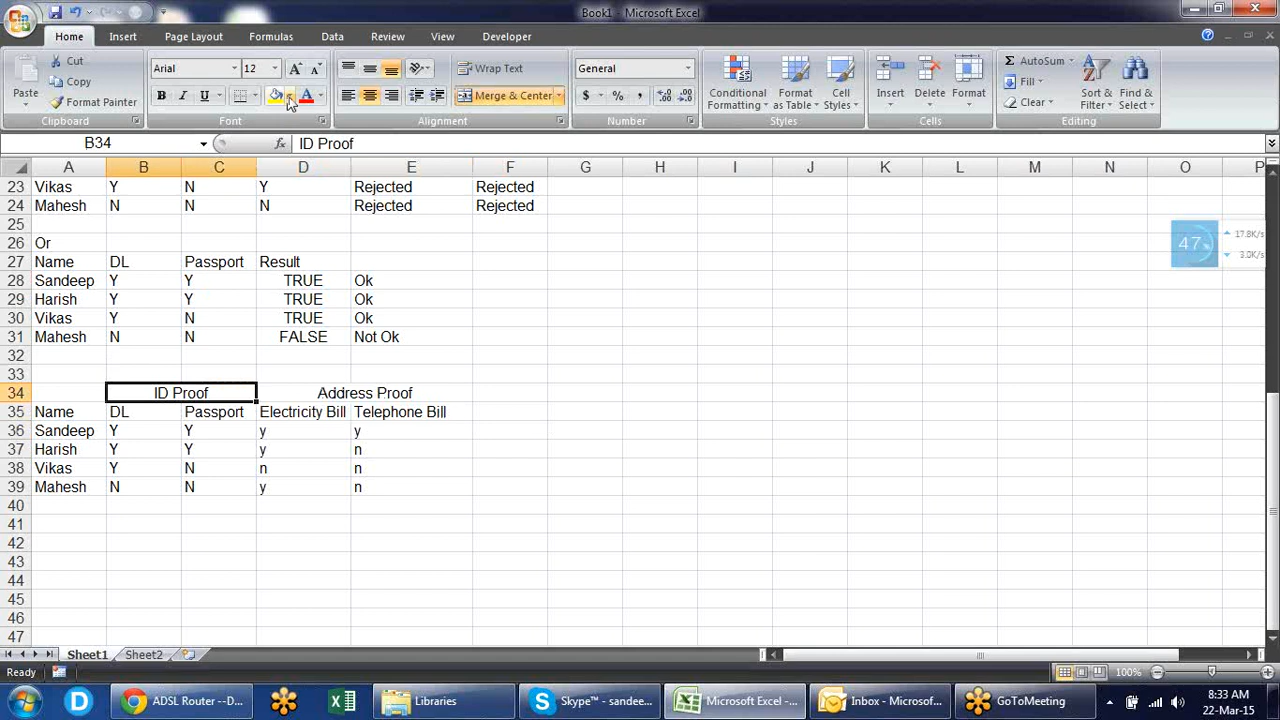 Book1 - Microsoft Excel
Home Insert Page Layout Formulas Data Review View Developer
Paste Cut Copy Format Painter Clipboard
Arial 12 A A B I U A Font
Wrap Text Merge & Center Alignment
General $ % , Number
Conditional Formatting Format as Table Cell Styles Styles
Insert Delete Format Cells
Σ AutoSum Fill Clear Sort & Filter Find & Select Editing
B34 fx ID Proof
A B C D E F G H I J K L M N O P
23 Vikas Y N Y Rejected Rejected
24 Mahesh N N N Rejected Rejected
25
26 Or
27 Name DL Passport Result
28 Sandeep Y Y TRUE Ok
29 Harish Y Y TRUE Ok
30 Vikas Y N TRUE Ok
31 Mahesh N N FALSE Not Ok
32
33
34 ID Proof Address Proof
35 Name DL Passport Electricity Bill Telephone Bill
36 Sandeep Y Y y y
37 Harish Y Y y n
38 Vikas Y N n n
39 Mahesh N N y n
40
41
42
43
44
45
46
47
47 17.8K/s
3.0K/s
Sheet1 Sheet2
Ready 100%
ADSL Router --D... Libraries Skype™ - sandee... Microsoft Excel -... Inbox - Microsof... GoToMeeting
8:33 AM
22-Mar-15